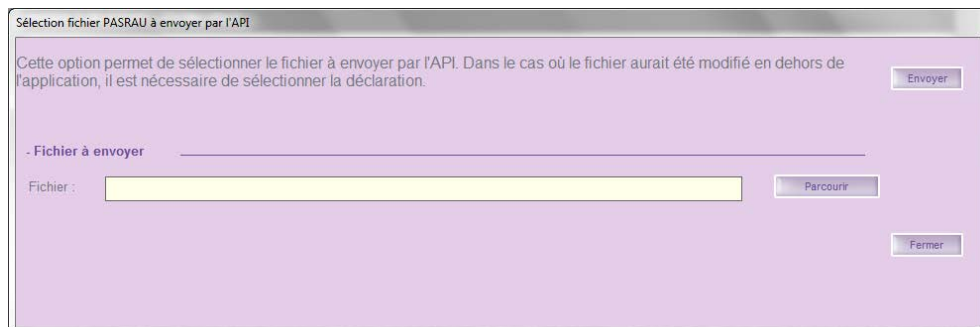 Sélection fichier PASRAU à envoyer par l'API
Cette option permet de sélectionner le fichier à envoyer par l'API. Dans le cas où le fichier aurait été modifié en dehors de
l'application, il est nécessaire de sélectionner la déclaration.
Envoyer
- Fichier à envoyer
Fichier :
Parcourir
Fermer